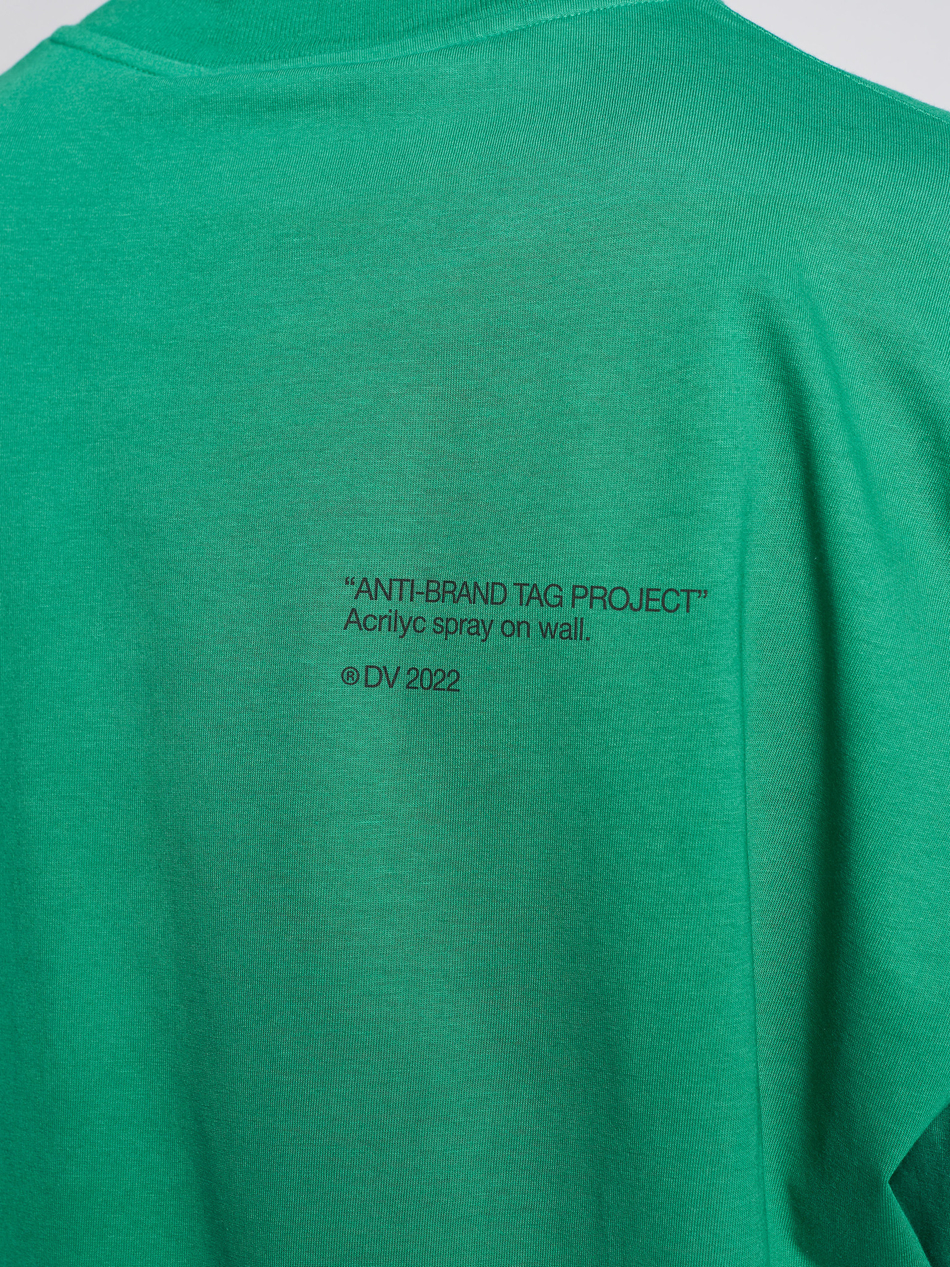 “ANTI-BRAND TAG PROJECT”
Acrilyc spray on wall.
® DV 2022